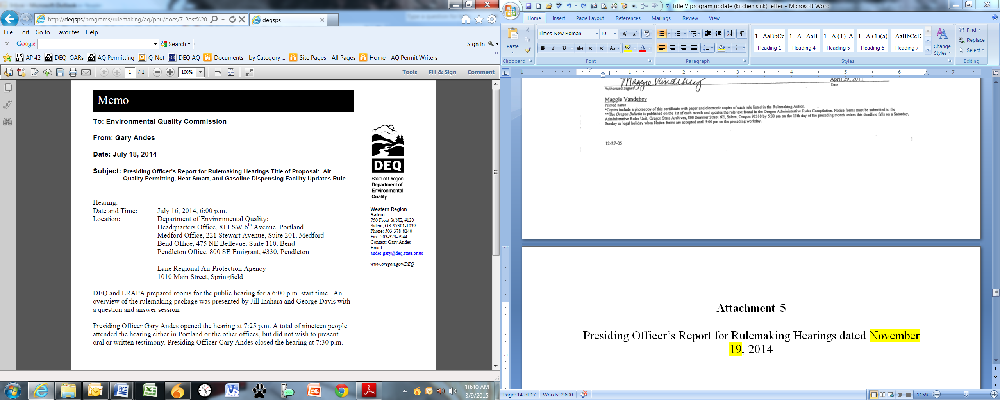 http://deqsps/programs/rulemaking/aq/ppu/docs/7-Post%20
deqsps
File Edit Go to Favorites Help
Google
Search
Sign In
AP 42
DEQ OARs
AQ Permitting
Q-Net
DEQ AQ
Documents - by Category ...
Site Pages - All Pages
Home - AQ Permit Writers
1 / 1
100%
Tools
Fill & Sign
Comment
Memo
To: Environmental Quality Commission
From: Gary Andes
Date: July 18, 2014
Subject: Presiding Officer's Report for Rulemaking Hearings Title of Proposal: Air
Quality Permitting, Heat Smart, and Gasoline Dispensing Facility Updates Rule
Hearing:
Date and Time: July 16, 2014, 6:00 p.m.
Location: Department of Environmental Quality:
Headquarters Office, 811 SW 6th Avenue, Portland
Medford Office, 221 Stewart Avenue, Suite 201, Medford
Bend Office, 475 NE Bellevue, Suite 110, Bend
Pendleton Office, 800 SE Emigrant, #330, Pendleton
Lane Regional Air Protection Agency
1010 Main Street, Springfield
DEQ and LRAPA prepared rooms for the public hearing for a 6:00 p.m. start time. An
overview of the rulemaking package was presented by Jill Inahara and George Davis with
a question and answer session.
Presiding Officer Gary Andes opened the hearing at 7:25 p.m. A total of nineteen people
attended the hearing either in Portland or the other offices, but did not wish to present
oral or written testimony. Presiding Officer Gary Andes closed the hearing at 7:30 p.m.
DEQ
State of Oregon
Department of
Environmental
Quality
Western Region -
Salem
750 Front St NE, #120
Salem, OR 97301-1039
Phone: 503-378-8240
Fax: 503-373-7944
Contact: Gary Andes
Email:
andes.gary@deq.state.or.us
www.oregon.gov/DEQ
10:40 AM
3/9/2015
Title V program update (kitchen sink) letter - Microsoft Word
Home Insert Page Layout References Mailings Review View
Paste
Clipboard
Times New Roman
10
Font
Paragraph
1. AaBbCc
1...A. AaBl
1...A.(1) A
1...A.(1)(a)
AaBbCcD
Heading 1
Heading 4
Heading 5
Heading 6
Heading 7
Change
Styles
Styles
Find
Replace
Select
Editing
1 1 2 3 4 5 6 7
Maggie Vandehey
April 29, 2011
Authorized Signer
Date
Maggie Vandehey
Printed name
*Copies include a photocopy of this certificate with paper and electronic copies of each rule listed in the Rulemaking Action.
**The Oregon Bulletin is published on the 1st of each month and updates the rule text found in the Oregon Administrative Rules Compilation. Notice forms must be submitted to the
Administrative Rules Unit, Oregon State Archives, 800 Summer Street NE, Salem, Oregon 97310 by 5:00 pm on the 15th day of the preceding month unless this deadline falls on a Saturday,
Sunday or legal holiday when Notice forms are accepted until 5:00 pm on the preceding workday.
12-27-05
1
Attachment 5
Presiding Officer’s Report for Rulemaking Hearings dated November
19, 2014
Page: 14 of 17
Words: 2,690
115%